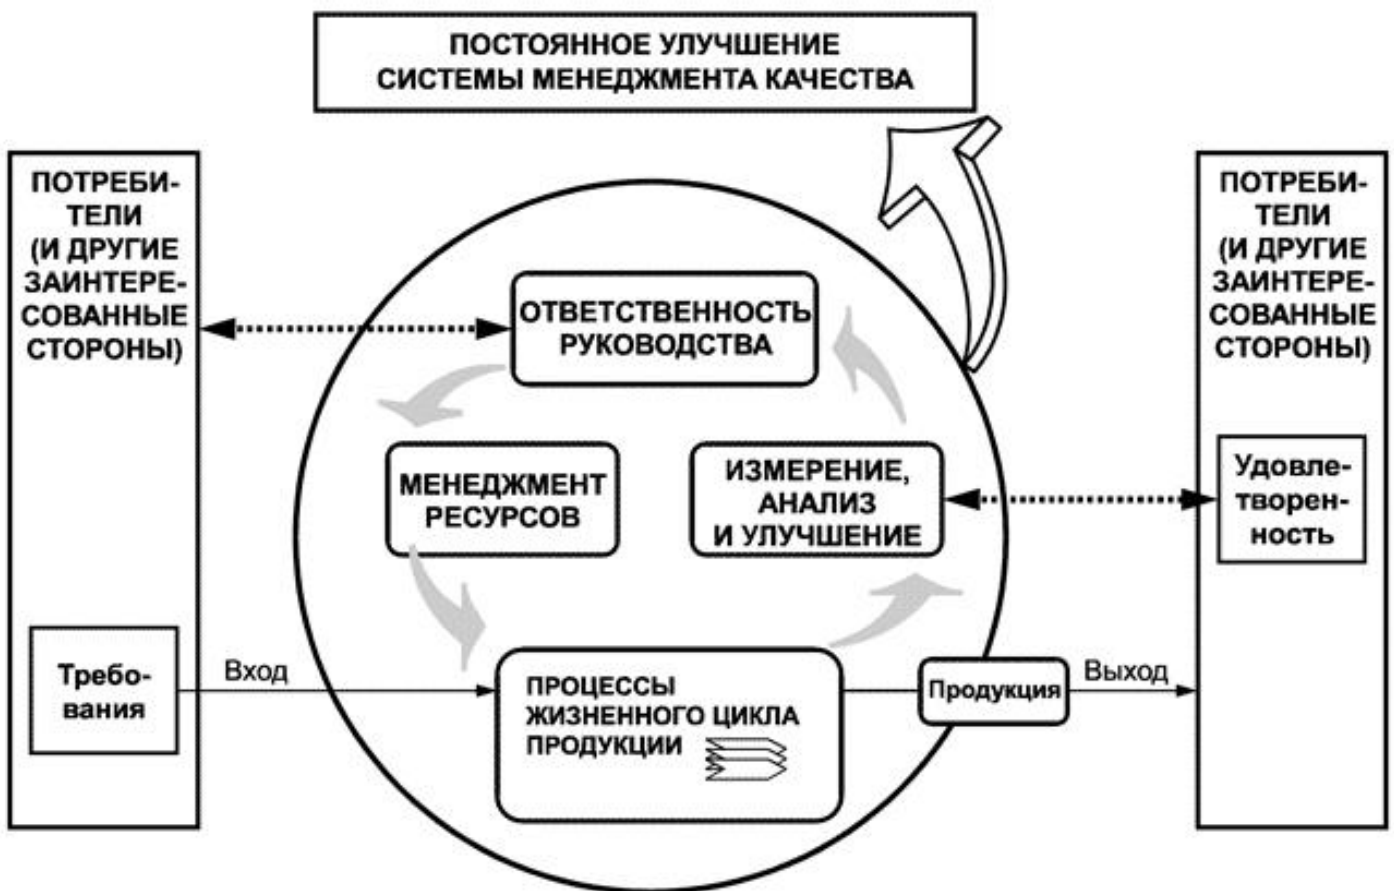 ПОСТОЯННОЕ УЛУЧШЕНИЕ
СИСТЕМЫ МЕНЕДЖМЕНТА КАЧЕСТВА
ПОТРЕБИ-
ТЕЛИ
(И ДРУГИЕ
ЗАИНТЕРЕ-
СОВАННЫЕ
СТОРОНЫ)
Требо-
вания
Вход
ОТВЕТСТВЕННОСТЬ
РУКОВОДСТВА
МЕНЕДЖМЕНТ
РЕСУРСОВ
ИЗМЕРЕНИЕ,
АНАЛИЗ
И УЛУЧШЕНИЕ
ПРОЦЕССЫ
ЖИЗНЕННОГО ЦИКЛА
ПРОДУКЦИИ
Продукция
Выход
ПОТРЕБИ-
ТЕЛИ
(И ДРУГИЕ
ЗАИНТЕРЕ-
СОВАННЫЕ
СТОРОНЫ)
Удовле-
творен-
ность